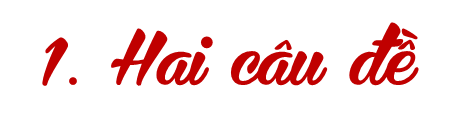 1. Hai câu đề